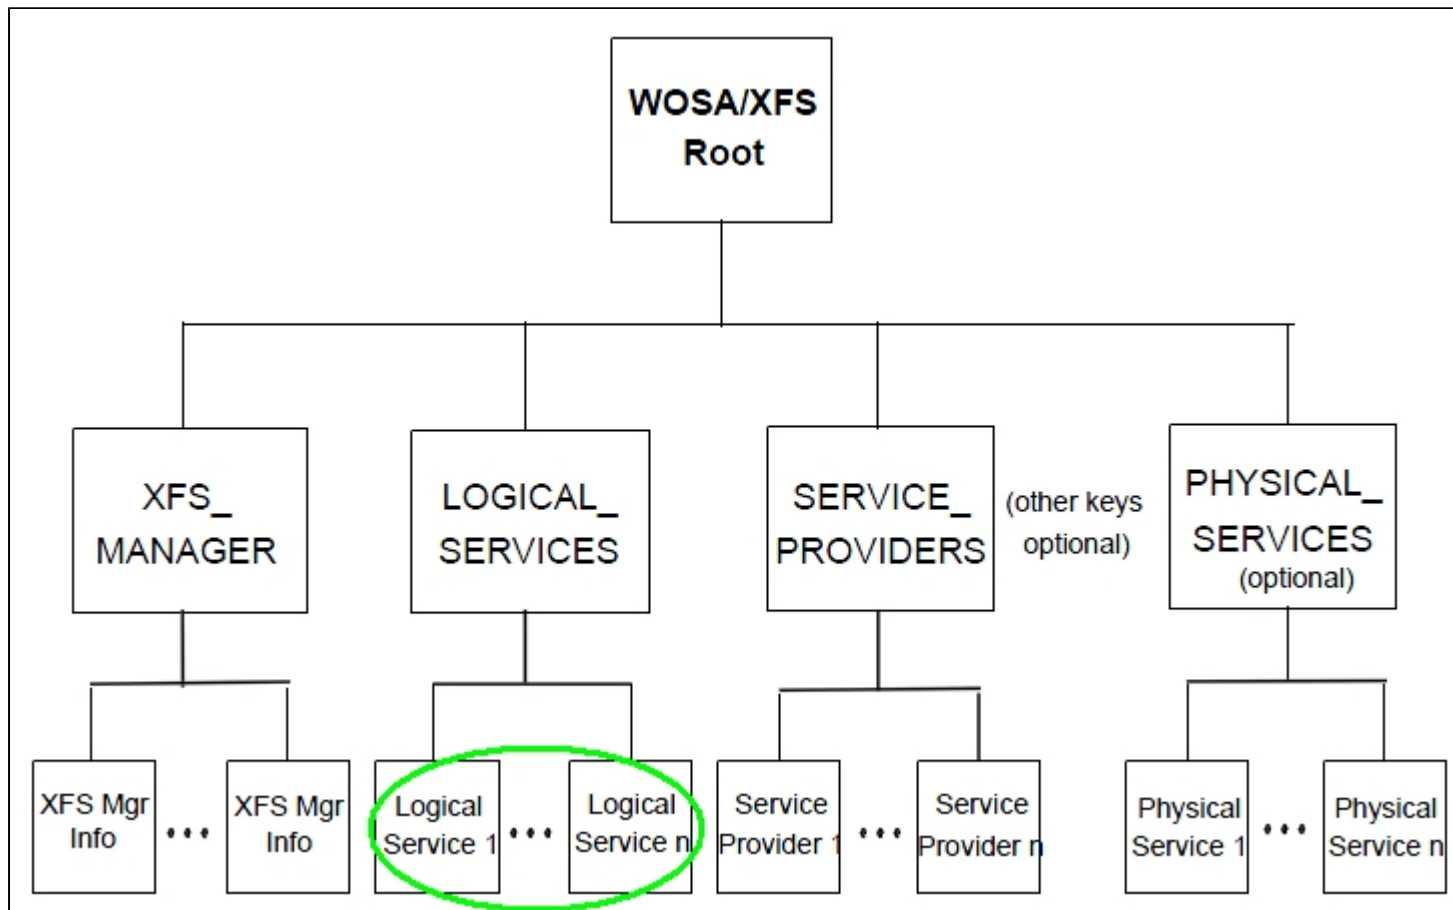 WOSA/XFS
Root
XFS_
MANAGER
LOGICAL_
SERVICES
SERVICE_
PROVIDERS
(other keys
optional)
PHYSICAL_
SERVICES
(optional)
XFS Mgr
Info
•••
XFS Mgr
Info
Logical
Service 1
•••
Logical
Service n
Service
Provider 1
•••
Service
Provider n
Physical
Service 1
•••
Physical
Service n